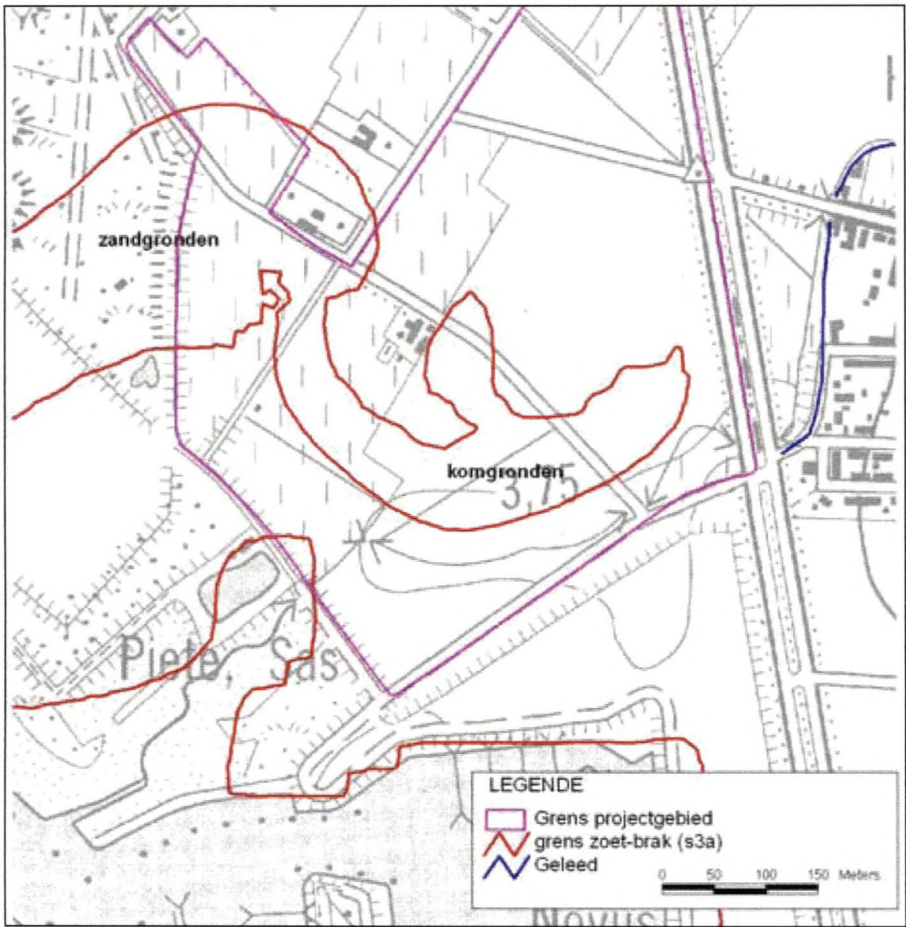 zandgronden
komgronden
3,75
Piete, Sas
Novus
LEGENDE
Grens projectgebied
grens zoet-brak (s3a)
Geleed
0 50 100 150 Meters